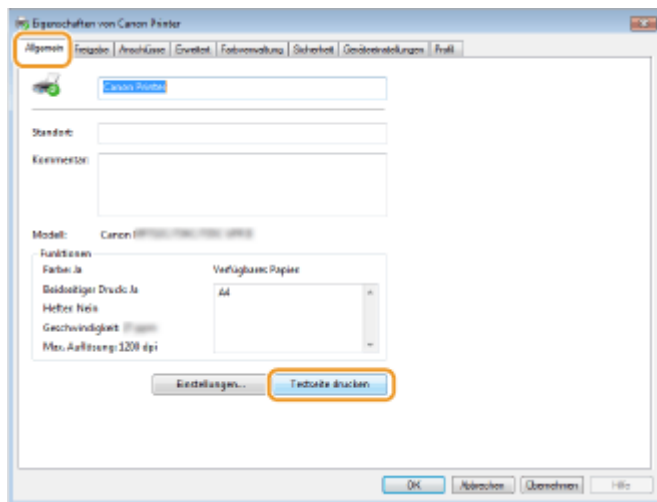 Eigenschaften von Canon Printer
Allgemein Freigabe Anschlüsse Erweitert Farbverwaltung Sicherheit Geräteeinstellungen Profil
Canon Printer
Standort:
Kommentar:
Modell: Canon
Funktionen
Farbe: Ja Verfügbares Papier:
Beidseitiger Druck: Ja A4
Heften: Nein
Geschwindigkeit:
Max. Auflösung: 1200 dpi
Einstellungen... Testseite drucken
OK Abbrechen Übernehmen Hilfe